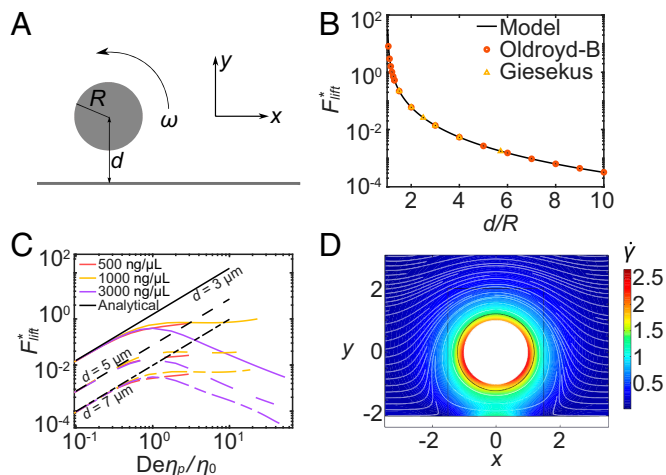 A
R
ω
d
y
x
B
F*lift
10²
10⁰
10⁻²
10⁻⁴
2 4 6 8 10
d/R
Model
Oldroyd-B
Giesekus
C
F*lift
10²
10⁰
10⁻²
10⁻⁴
10⁻¹ 10⁰ 10¹
Deηₚ/η₀
500 ng/μL
1000 ng/μL
3000 ng/μL
Analytical
d = 3 μm
d = 5 μm
d = 7 μm
D
y
2
0
-2
-2 0 2
x
γ̇
2.5
2
1.5
1
0.5